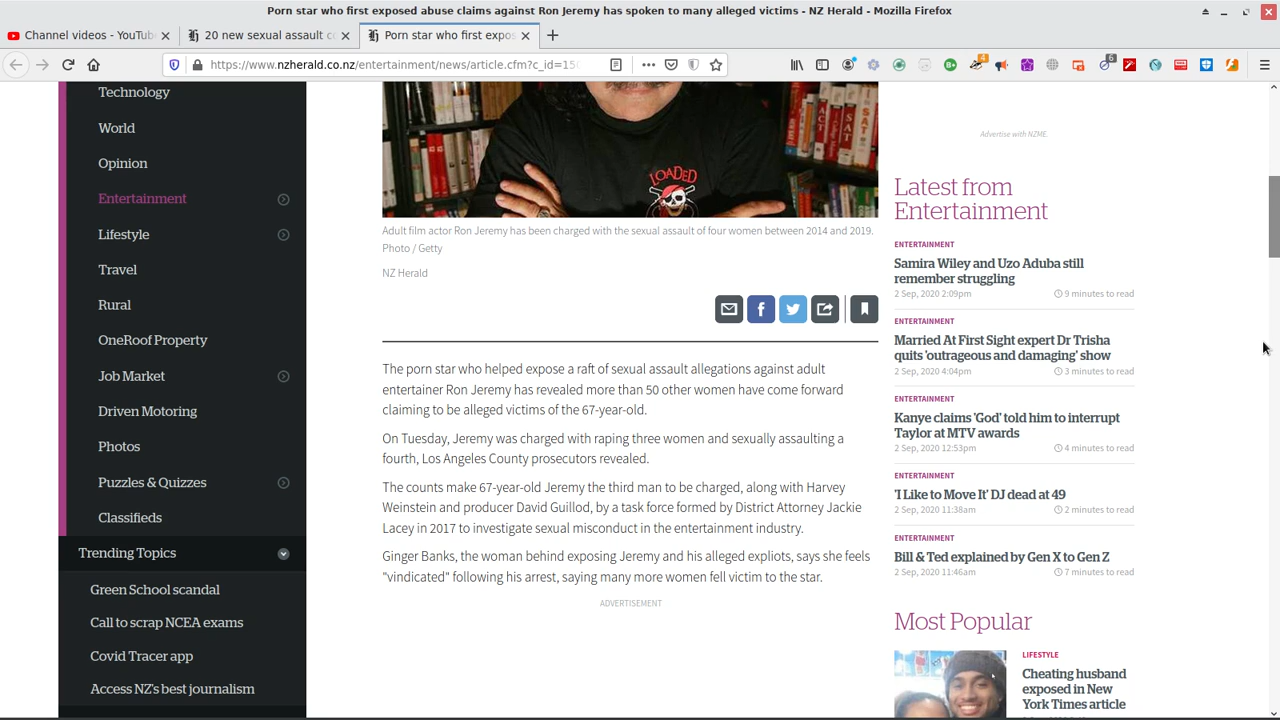 Porn star who first exposed abuse claims against Ron Jeremy has spoken to many alleged victims - NZ Herald - Mozilla Firefox
Channel videos - YouTub
20 new sexual assault c
Porn star who first expos
https://www.nzherald.co.nz/entertainment/news/article.cfm?c_id=15
4
6
Technology
World
Opinion
Entertainment
Lifestyle
Travel
Rural
OneRoof Property
Job Market
Driven Motoring
Photos
Puzzles & Quizzes
Classifieds
Trending Topics
Green School scandal
Call to scrap NCEA exams
Covid Tracer app
Access NZ's best journalism
ACT
SAT
LOADED
Adult film actor Ron Jeremy has been charged with the sexual assault of four women between 2014 and 2019.
Photo / Getty
NZ Herald
The porn star who helped expose a raft of sexual assault allegations against adult
entertainer Ron Jeremy has revealed more than 50 other women have come forward
claiming to be alleged victims of the 67-year-old.
On Tuesday, Jeremy was charged with raping three women and sexually assaulting a
fourth, Los Angeles County prosecutors revealed.
The counts make 67-year-old Jeremy the third man to be charged, along with Harvey
Weinstein and producer David Guillod, by a task force formed by District Attorney Jackie
Lacey in 2017 to investigate sexual misconduct in the entertainment industry.
Ginger Banks, the woman behind exposing Jeremy and his alleged expliots, says she feels
"vindicated" following his arrest, saying many more women fell victim to the star.
ADVERTISEMENT
Advertise with NZME.
Latest from
Entertainment
ENTERTAINMENT
Samira Wiley and Uzo Aduba still
remember struggling
2 Sep, 2020 2:09pm 9 minutes to read
ENTERTAINMENT
Married At First Sight expert Dr Trisha
quits 'outrageous and damaging' show
2 Sep, 2020 4:04pm 3 minutes to read
ENTERTAINMENT
Kanye claims 'God' told him to interrupt
Taylor at MTV awards
2 Sep, 2020 12:53pm 4 minutes to read
ENTERTAINMENT
'I Like to Move It' DJ dead at 49
2 Sep, 2020 11:38am 2 minutes to read
ENTERTAINMENT
Bill & Ted explained by Gen X to Gen Z
2 Sep, 2020 11:46am 7 minutes to read
Most Popular
LIFESTYLE
Cheating husband
exposed in New
York Times article